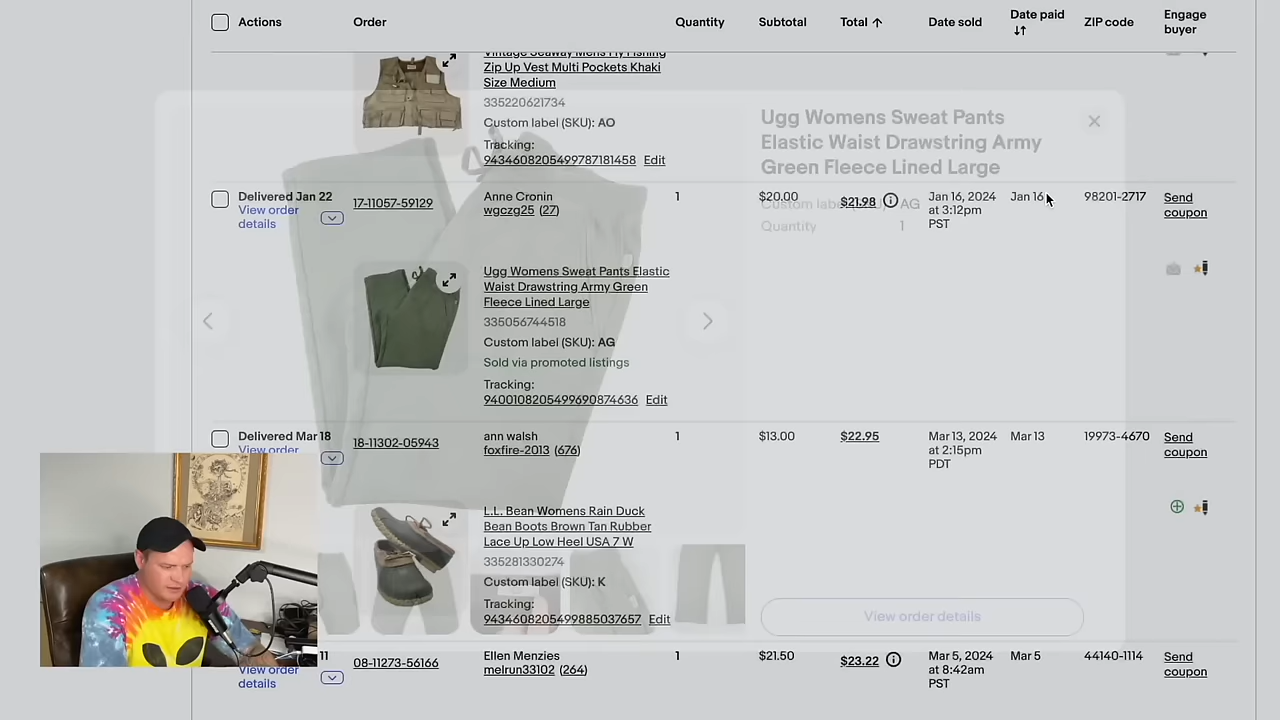 Actions Order Quantity Subtotal Total Date sold Date paid ZIP code Engage buyer
Vintage Seaway Mens Fly Fishing
Zip Up Vest Multi Pockets Khaki
Size Medium
335220621734
Custom label (SKU): AO
Tracking:
9434608205499787181458 Edit
Ugg Womens Sweat Pants
Elastic Waist Drawstring Army
Green Fleece Lined Large
Custom label (SKU) AG
Quantity 1
View order details
Delivered Jan 22
View order
details
17-11057-59129
Anne Cronin
wgczg25 (27)
1
$20.00
$21.98
Jan 16, 2024
at 3:12pm
PST
Jan 16
98201-2717
Send
coupon
Ugg Womens Sweat Pants Elastic
Waist Drawstring Army Green
Fleece Lined Large
335056744518
Custom label (SKU): AG
Sold via promoted listings
Tracking:
9400108205499690874636 Edit
Delivered Mar 18
View order
18-11302-05943
ann walsh
foxfire-2013 (676)
1
$13.00
$22.95
Mar 13, 2024
at 2:15pm
PDT
Mar 13
19973-4670
Send
coupon
L.L. Bean Womens Rain Duck
Bean Boots Brown Tan Rubber
Lace Up Low Heel USA 7 W
335281330274
Custom label (SKU): K
Tracking:
9434608205499885037657 Edit
11
View order
details
08-11273-56166
Ellen Menzies
melrun33102 (264)
1
$21.50
$23.22
Mar 5, 2024
at 8:42am
PST
Mar 5
44140-1114
Send
coupon